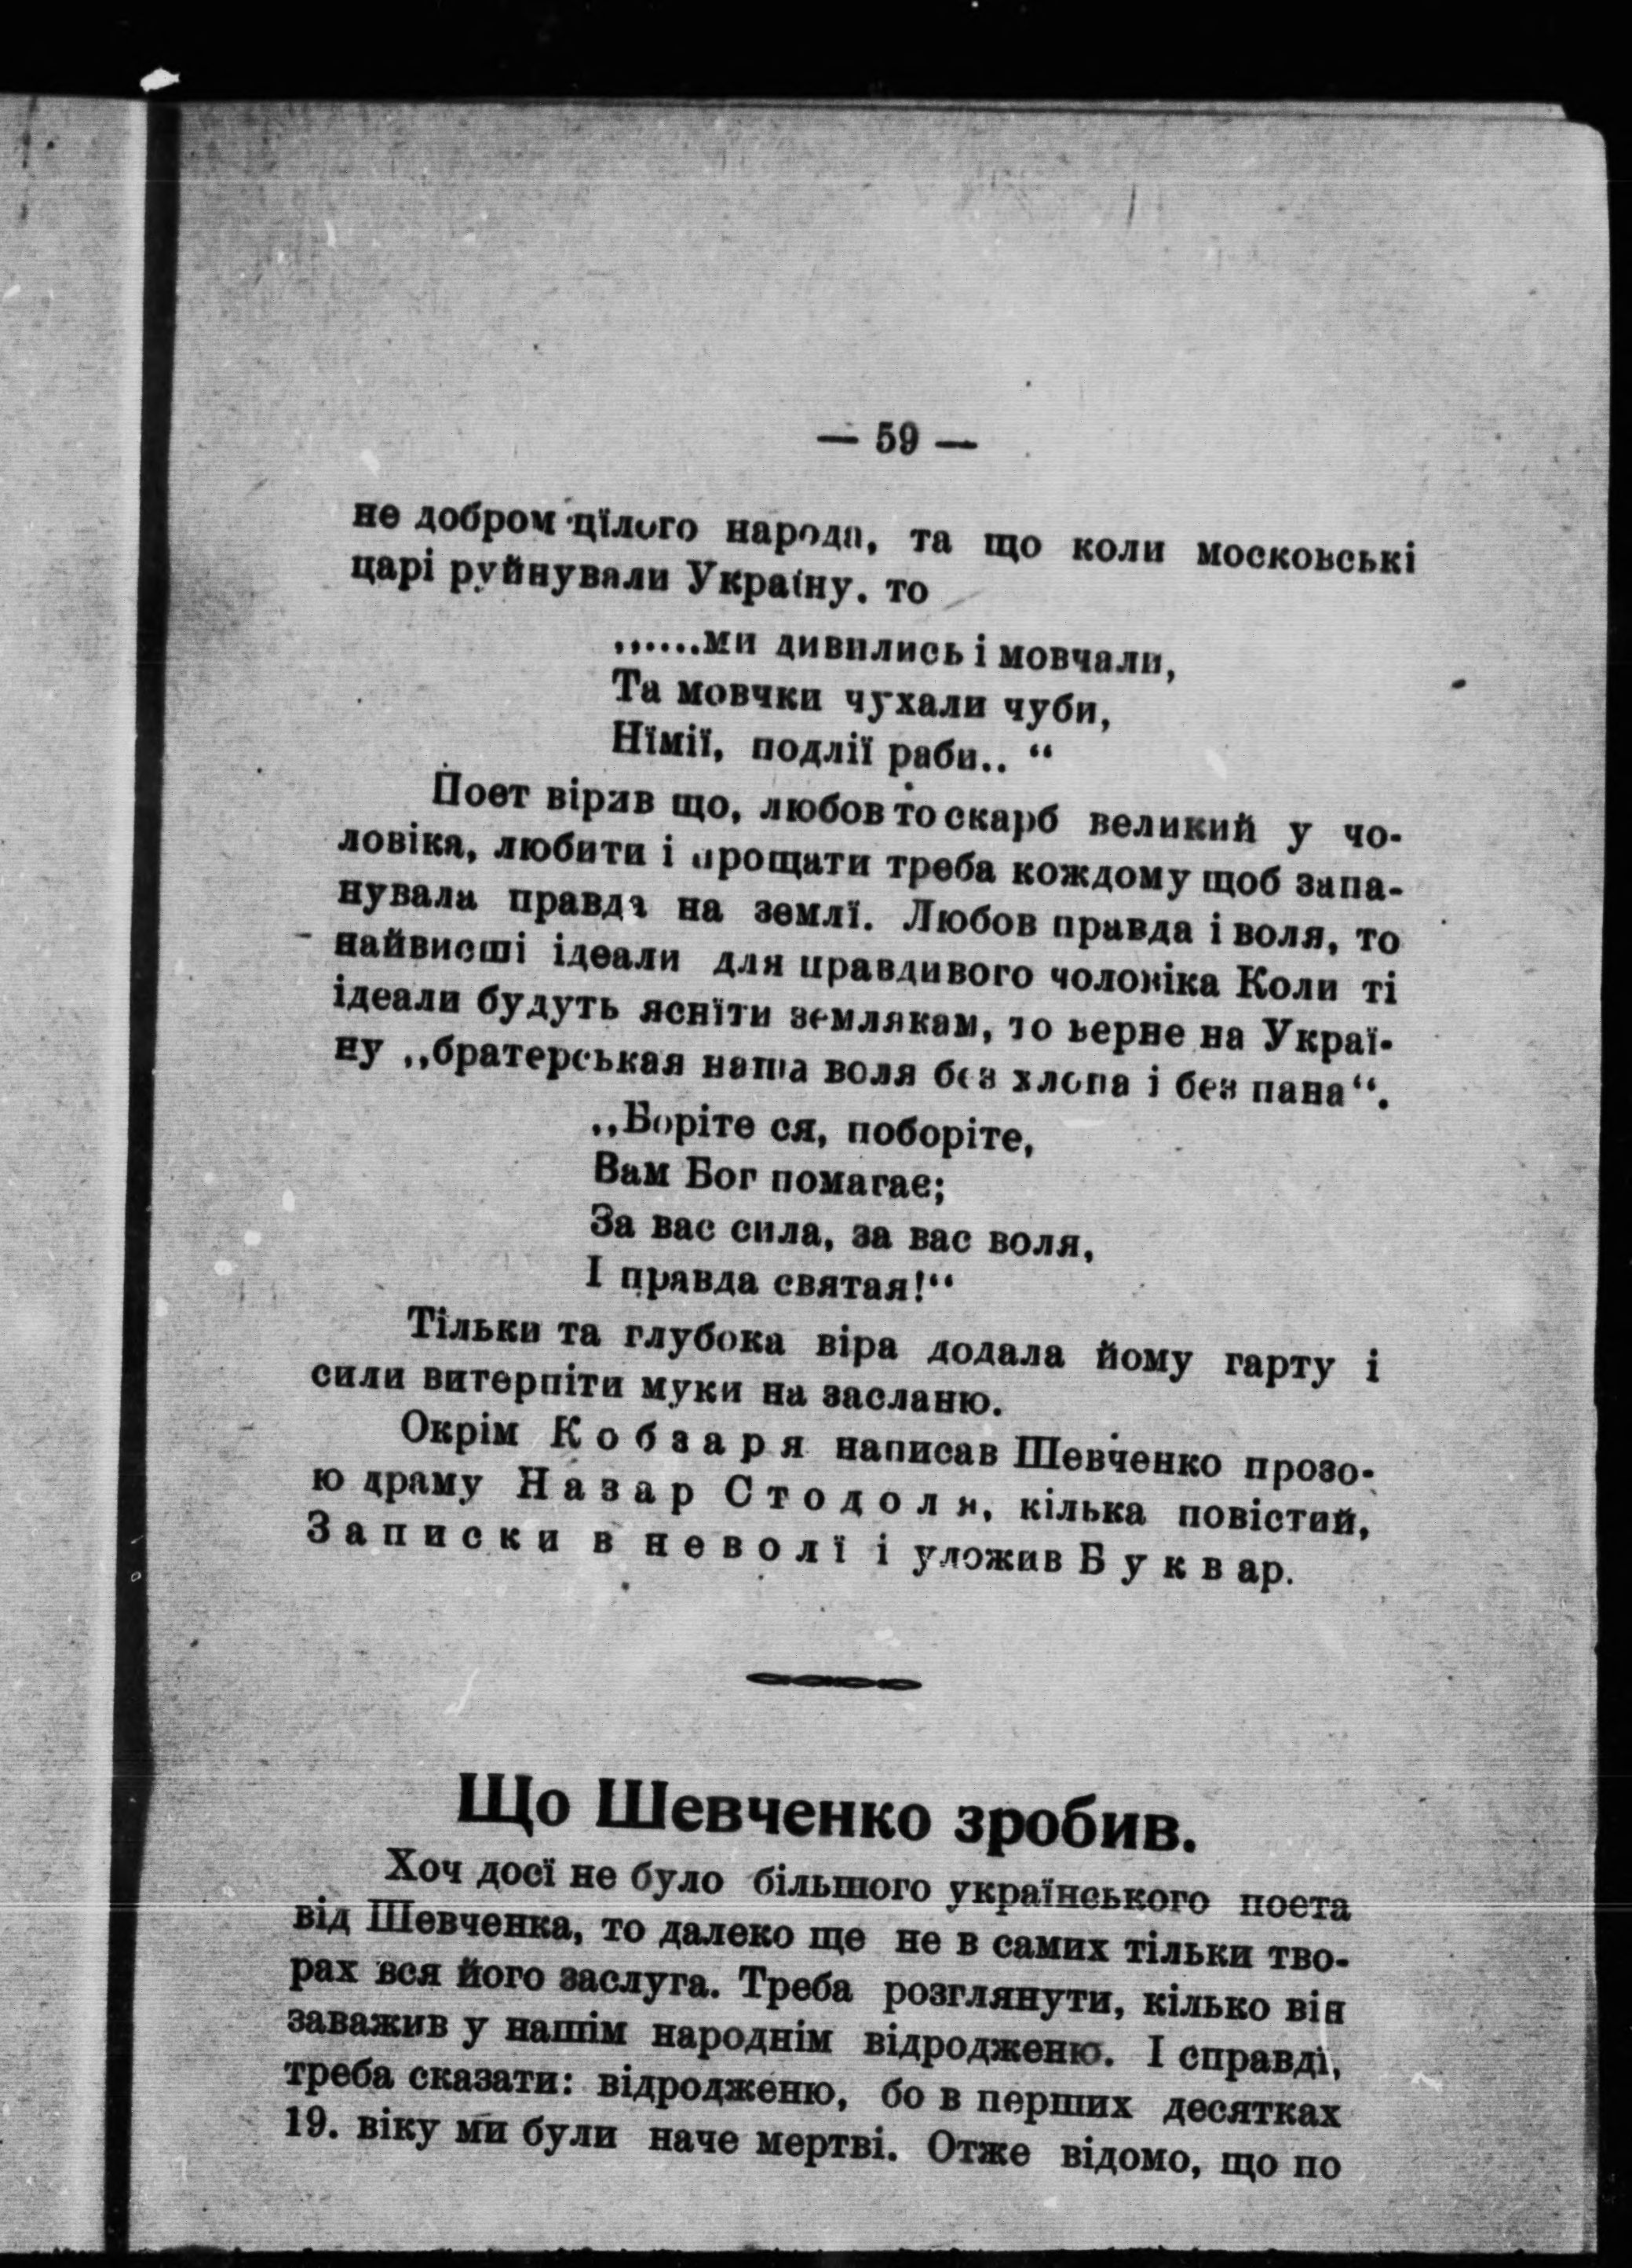 — 59 —
не добром цїлого народа, та що коли московські
царі руйнували Україну. то
„.....ми дивились і мовчали,
Та мовчки чухали чуби,
Нїмії, подлії раби.. “
Поет вірив що, любов то скарб великий у чо-
ловіка, любити і прощати треба кождому щоб запа-
нувала правда на землї. Любов правда і воля, то
найвисші ідеали для правдивого чоловіка Коли ті
ідеали будуть яснїти землякам, то верне на Украї-
ну „братерськая наша воля без хлопа і без пана“.
„Боріте ся, поборіте,
Вам Бог помагає;
За вас сила, за вас воля,
І правда святая!“
Тільки та глубока віра додала йому гарту і
сили витерпіти муки на засланю.
Окрім Кобзаря написав Шевченко прозо-
ю драму Назар Стодоля, кілька повістий,
Записки в неволї і уложив Буквар.
Що Шевченко зробив.
Хоч досї не було більшого українського поета
від Шевченка, то далеко ще не в самих тільки тво-
рах вся його заслуга. Треба розглянути, кілько він
заважив у нашім народнім відродженю. І справді,
треба сказати: відродженю, бо в перших десятках
19. віку ми були наче мертві. Отже відомо, що по